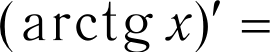 (arctg x)′ =